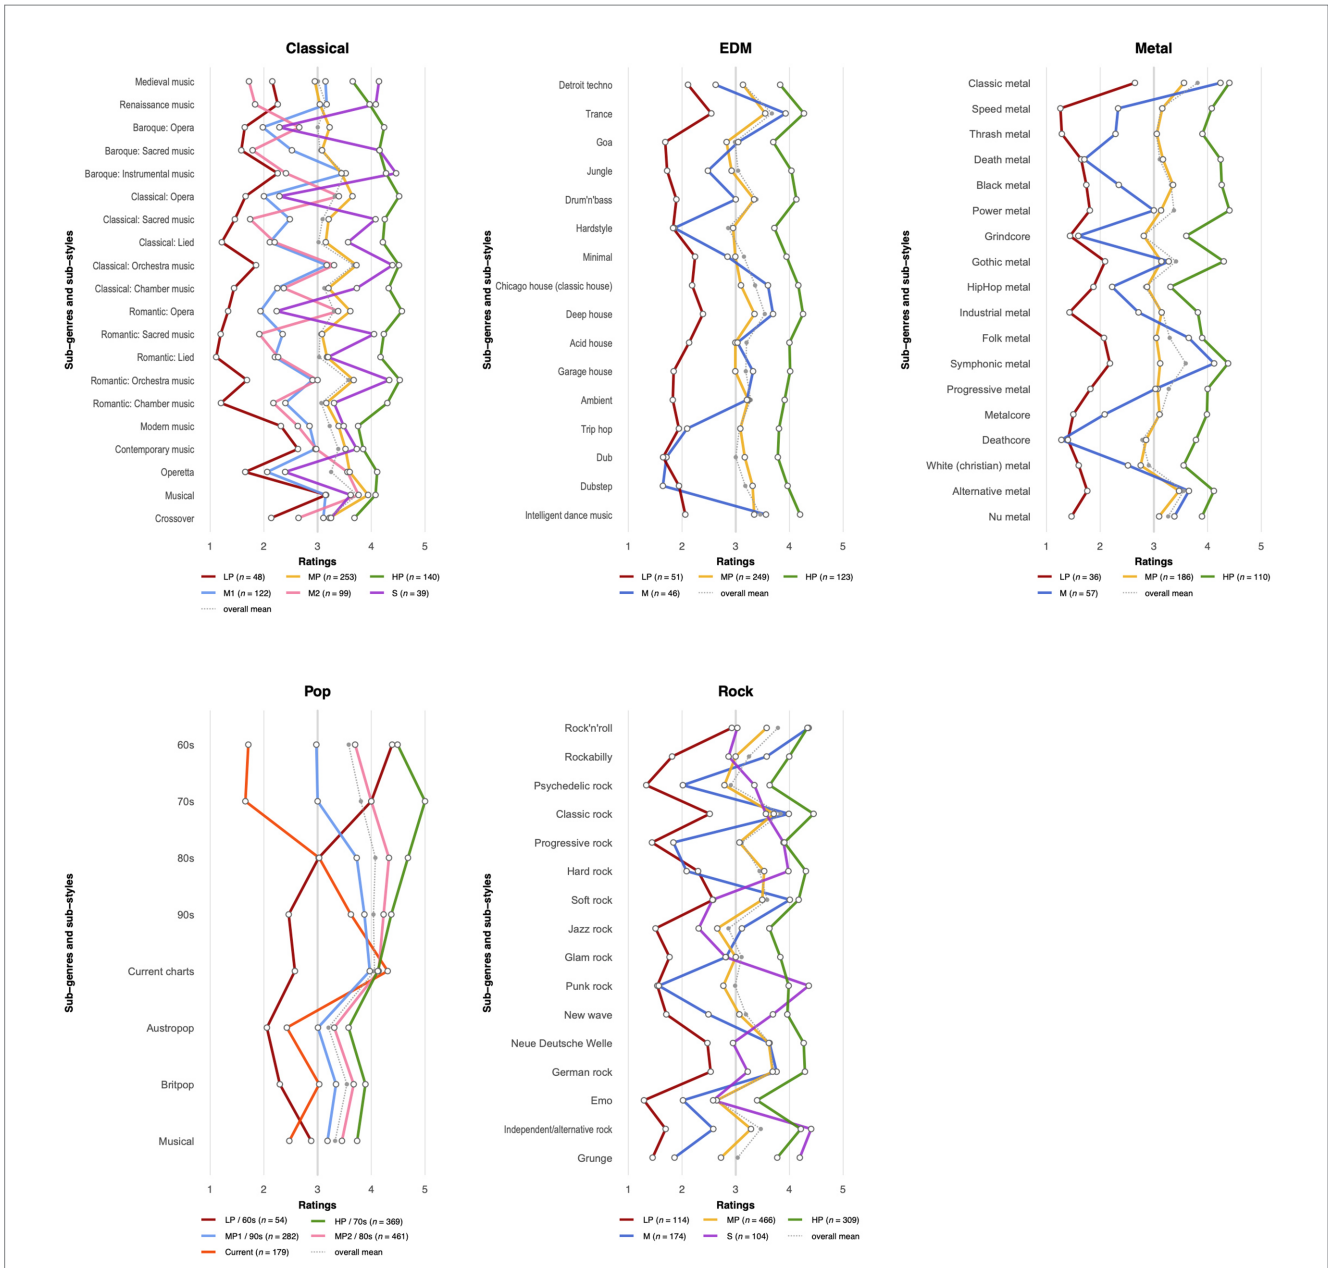 Classical
Sub-genres and sub-styles
Medieval music
Renaissance music
Baroque: Opera
Baroque: Sacred music
Baroque: Instrumental music
Classical: Opera
Classical: Sacred music
Classical: Lied
Classical: Orchestra music
Classical: Chamber music
Romantic: Opera
Romantic: Sacred music
Romantic: Lied
Romantic: Orchestra music
Romantic: Chamber music
Modern music
Contemporary music
Operetta
Musical
Crossover
1 2 3 4 5
Ratings
LP (n = 48) MP (n = 253) HP (n = 140)
M1 (n = 122) M2 (n = 99) S (n = 39)
overall mean
EDM
Sub-genres and sub-styles
Detroit techno
Trance
Goa
Jungle
Drum'n'bass
Hardstyle
Minimal
Chicago house (classic house)
Deep house
Acid house
Garage house
Ambient
Trip hop
Dub
Dubstep
Intelligent dance music
1 2 3 4 5
Ratings
LP (n = 51) MP (n = 249) HP (n = 123)
M (n = 46) overall mean
Metal
Sub-genres and sub-styles
Classic metal
Speed metal
Thrash metal
Death metal
Black metal
Power metal
Grindcore
Gothic metal
HipHop metal
Industrial metal
Folk metal
Symphonic metal
Progressive metal
Metalcore
Deathcore
White (christian) metal
Alternative metal
Nu metal
1 2 3 4 5
Ratings
LP (n = 36) MP (n = 186) HP (n = 110)
M (n = 57) overall mean
Pop
Sub-genres and sub-styles
60s
70s
80s
90s
Current charts
Austropop
Britpop
Musical
1 2 3 4 5
Ratings
LP / 60s (n = 54) HP / 70s (n = 369)
MP1 / 90s (n = 282) MP2 / 80s (n = 461)
Current (n = 179) overall mean
Rock
Sub-genres and sub-styles
Rock'n'roll
Rockabilly
Psychedelic rock
Classic rock
Progressive rock
Hard rock
Soft rock
Jazz rock
Glam rock
Punk rock
New wave
Neue Deutsche Welle
German rock
Emo
Independent/alternative rock
Grunge
1 2 3 4 5
Ratings
LP (n = 114) MP (n = 466) HP (n = 309)
M (n = 174) S (n = 104) overall mean